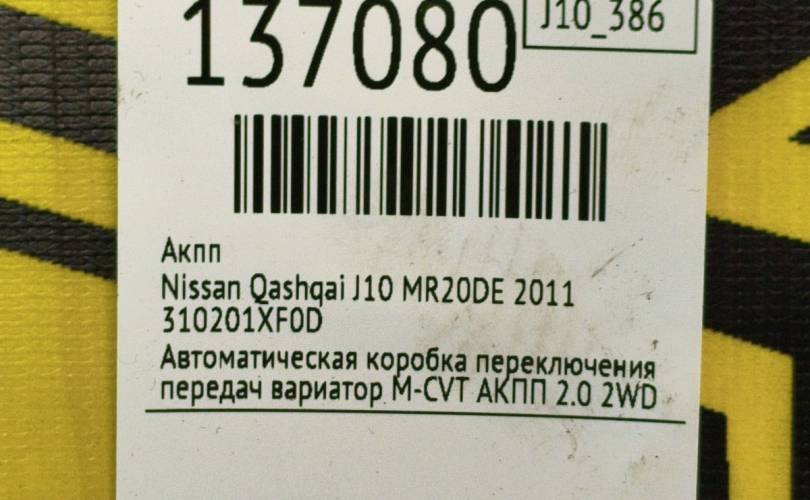 137080
J10_386
Акпп
Nissan Qashqai J10 MR20DE 2011
310201XF0D
Автоматическая коробка переключения
передач вариатор M-CVT АКПП 2.0 2WD